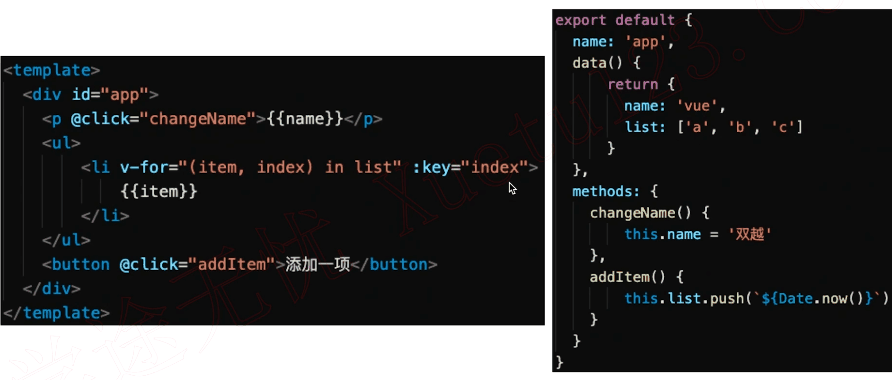 <template>
<div id="app">
<p @click="changeName">{{name}}</p>
<ul>
<li v-for="(item, index) in list" :key="index">
{{item}}
</li>
</ul>
<button @click="addItem">添加一项</button>
</div>
</template>
export default {
name: 'app',
data() {
return {
name: 'vue',
list: ['a', 'b', 'c']
}
},
methods: {
changeName() {
this.name = '双越'
},
addItem() {
this.list.push(`${Date.now()}`)
}
}
}